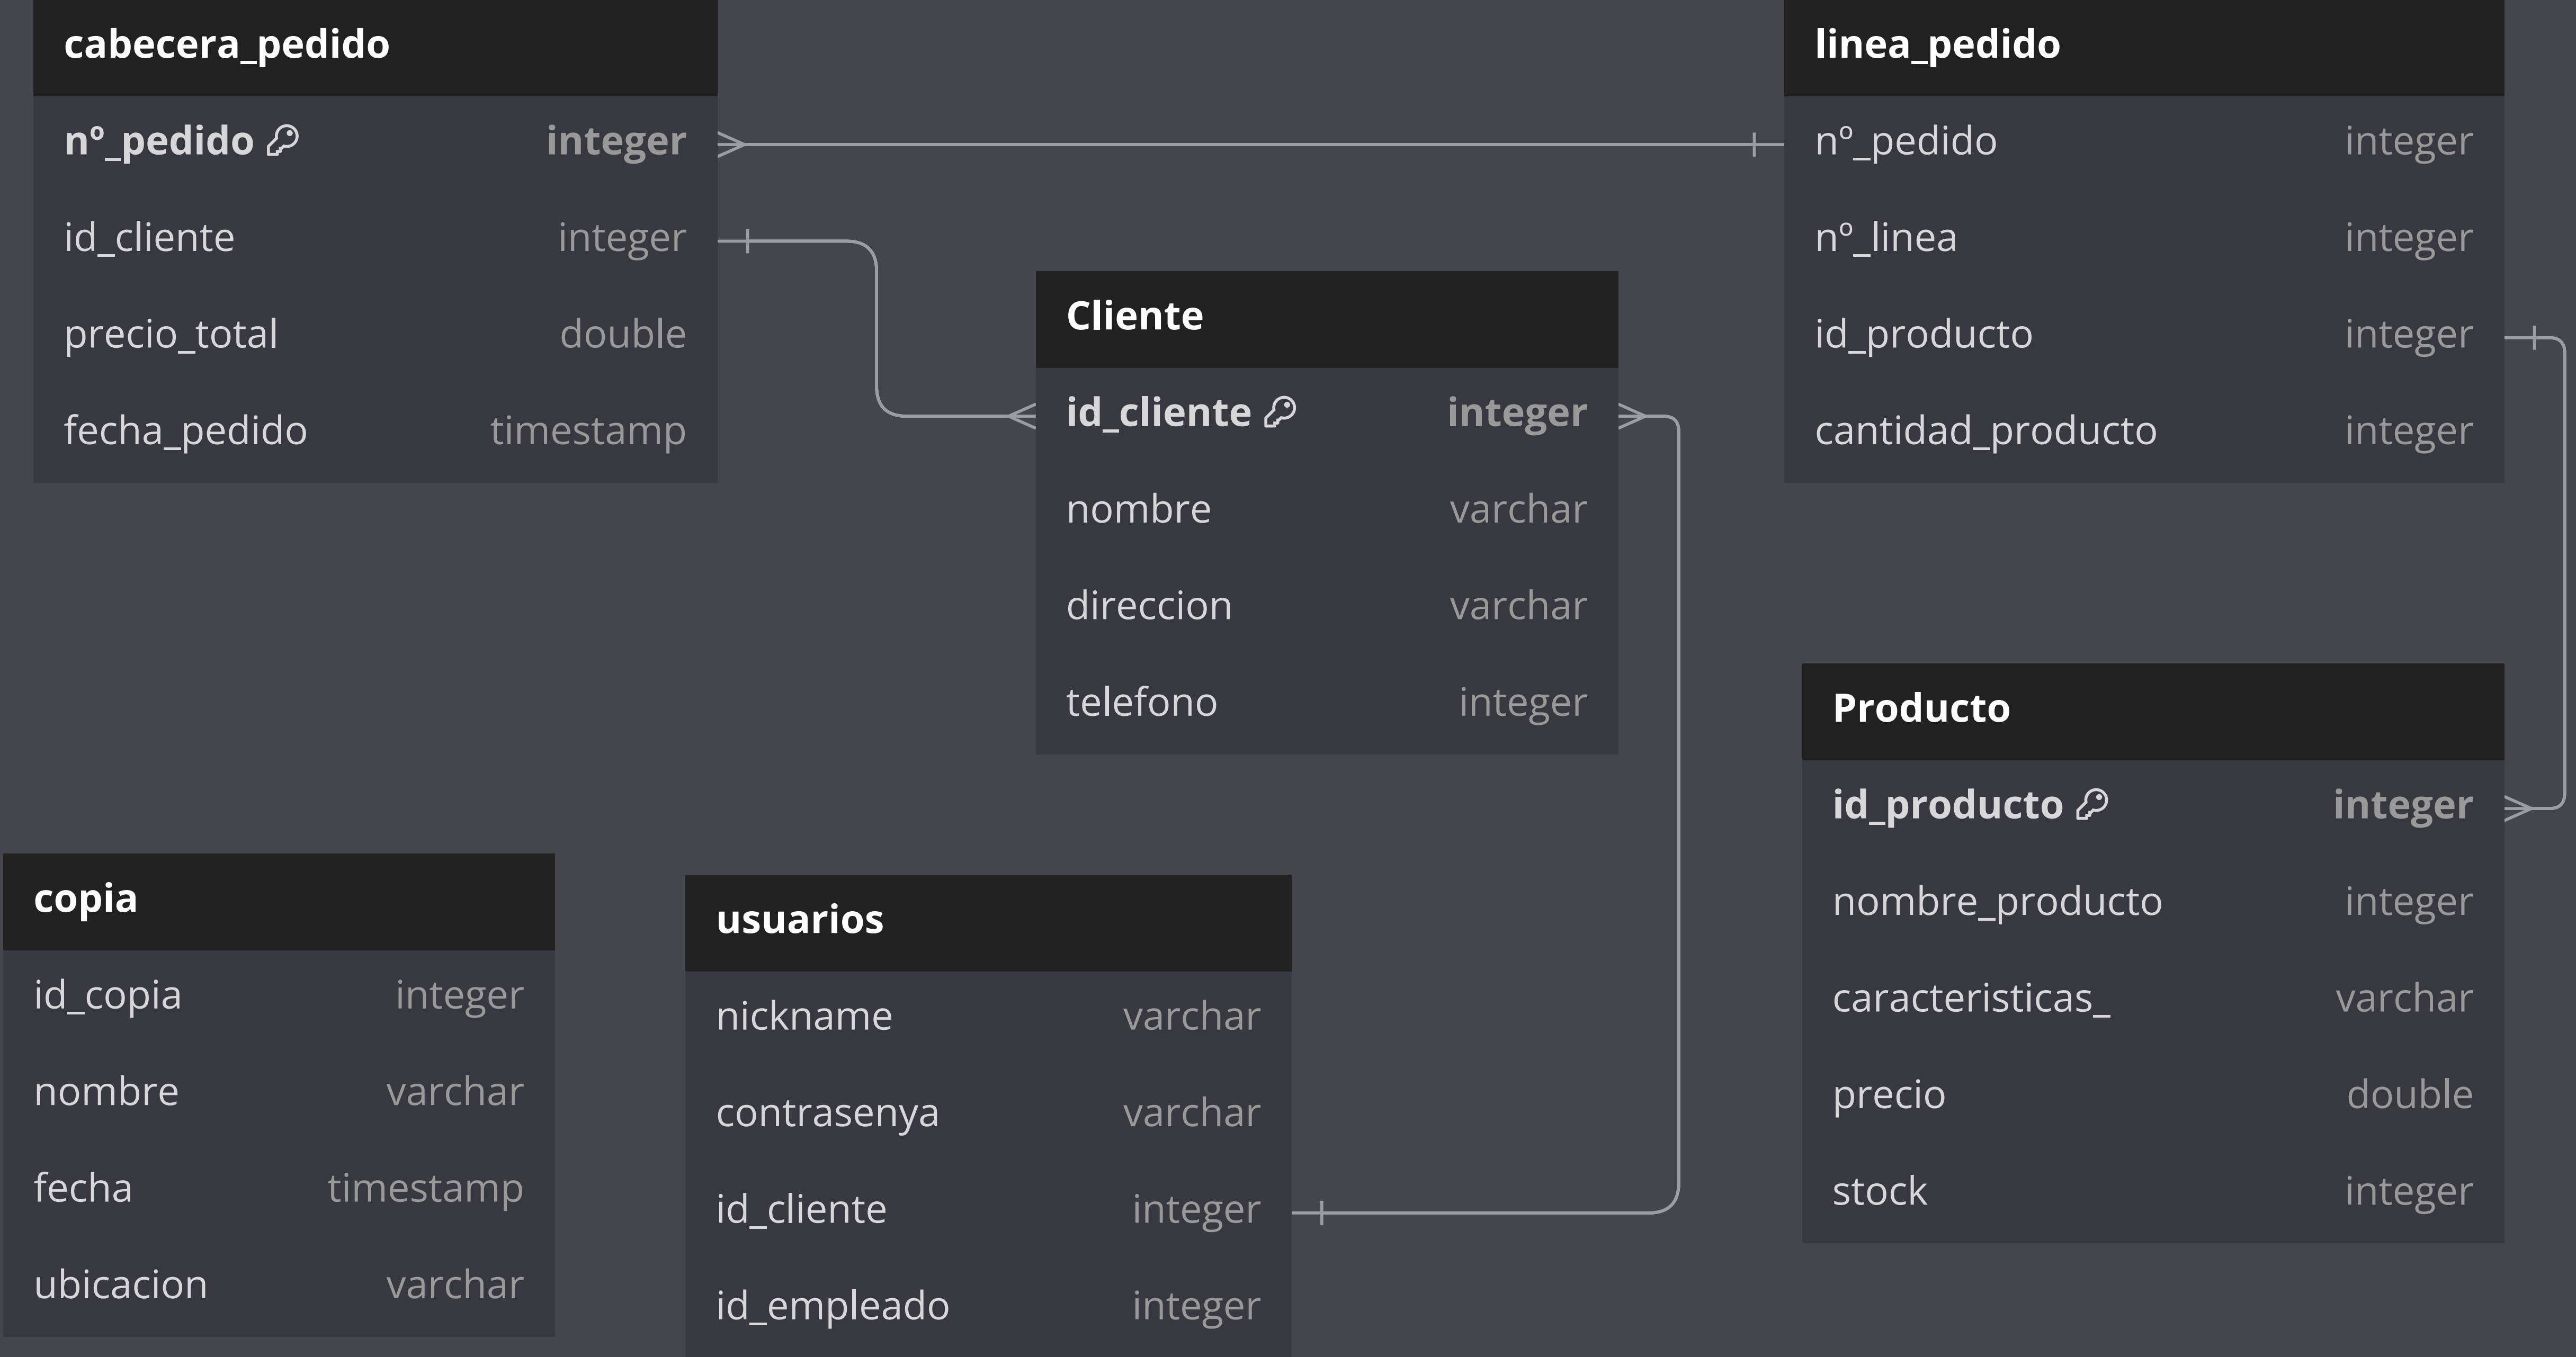 cabecera_pedido
nº_pedido integer
id_cliente integer
precio_total double
fecha_pedido timestamp
linea_pedido
nº_pedido integer
nº_linea integer
id_producto integer
cantidad_producto integer
Cliente
id_cliente integer
nombre varchar
direccion varchar
telefono integer
Producto
id_producto integer
nombre_producto integer
caracteristicas_ varchar
precio double
stock integer
copia
id_copia integer
nombre varchar
fecha timestamp
ubicacion varchar
usuarios
nickname varchar
contrasenya varchar
id_cliente integer
id_empleado integer